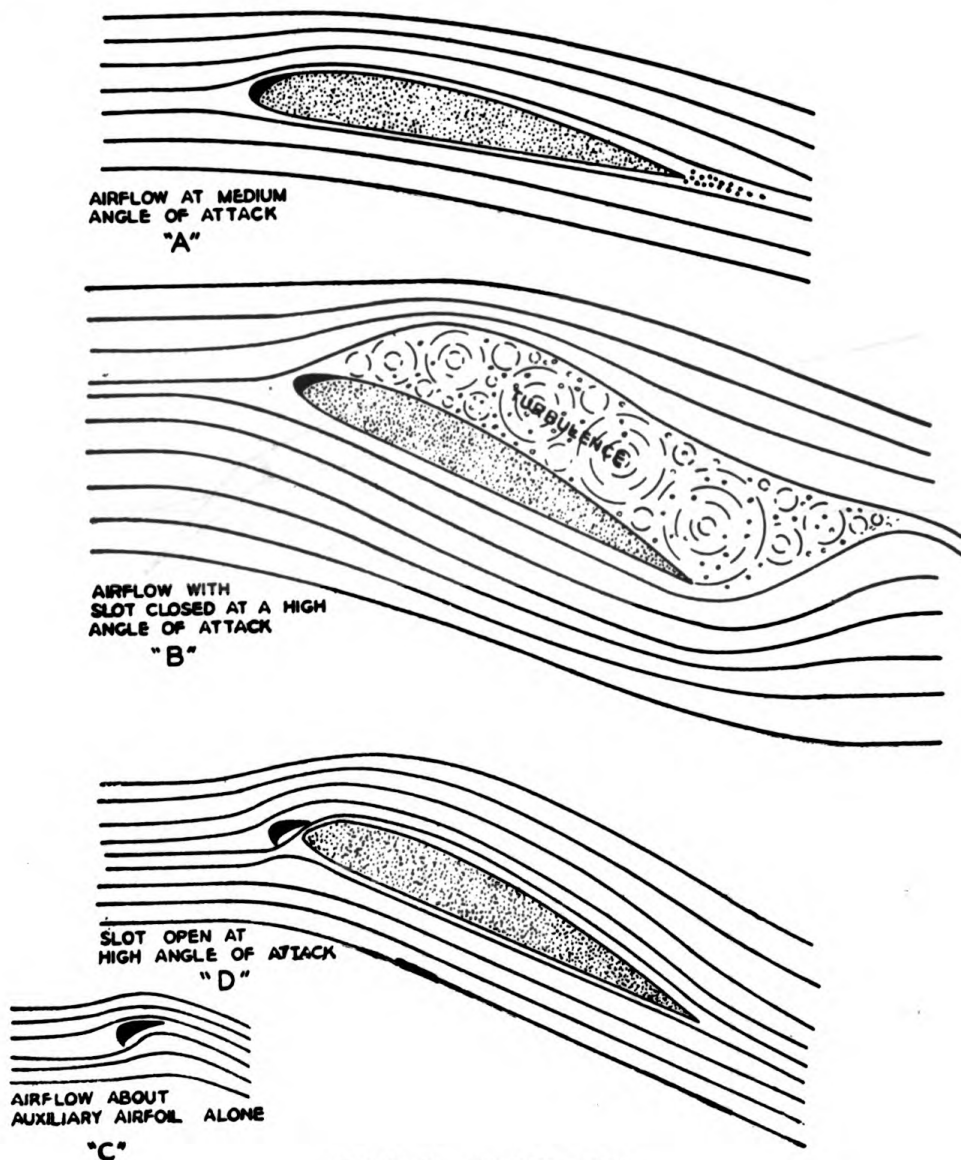 AIRFLOW AT MEDIUM
ANGLE OF ATTACK
"A"
TURBULENCE
AIRFLOW WITH
SLOT CLOSED AT A HIGH
ANGLE OF ATTACK
"B"
SLOT OPEN AT
HIGH ANGLE OF ATTACK
"D"
AIRFLOW ABOUT
AUXILIARY AIRFOIL ALONE
"C"